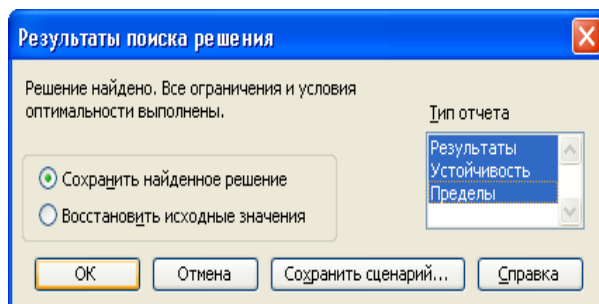 Результаты поиска решения
Решение найдено. Все ограничения и условия
оптимальности выполнены.
Тип отчета
Результаты
Устойчивость
Пределы
Сохранить найденное решение
Восстановить исходные значения
ОК
Отмена
Сохранить сценарий...
Справка